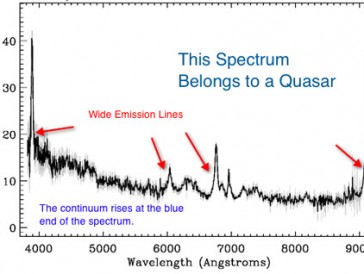 40
30
20
10
0
This Spectrum
Belongs to a Quasar
Wide Emission Lines
The continuum rises at the blue
end of the spectrum.
4000 5000 6000 7000 8000
Wavelength (Angstroms)